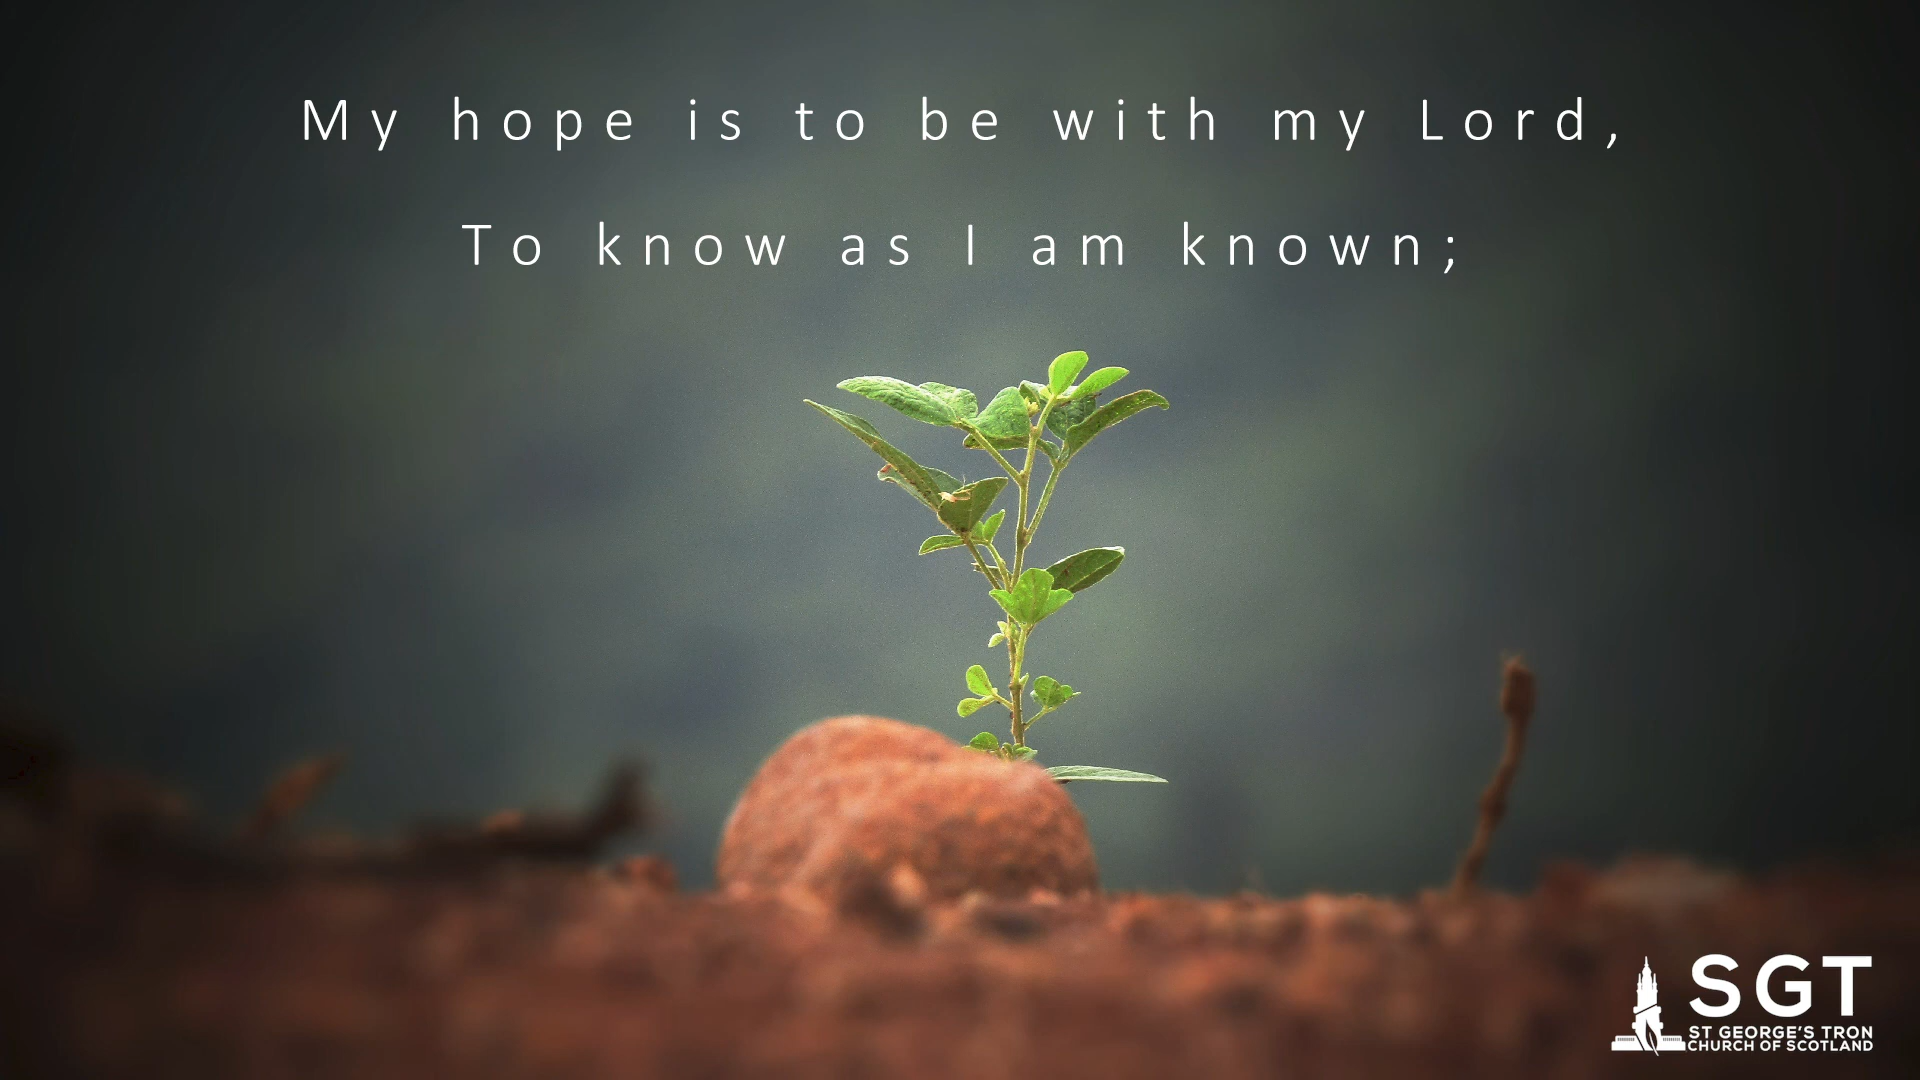 My hope is to be with my Lord,
To know as I am known;
SGT
ST GEORGE'S TRON
CHURCH OF SCOTLAND